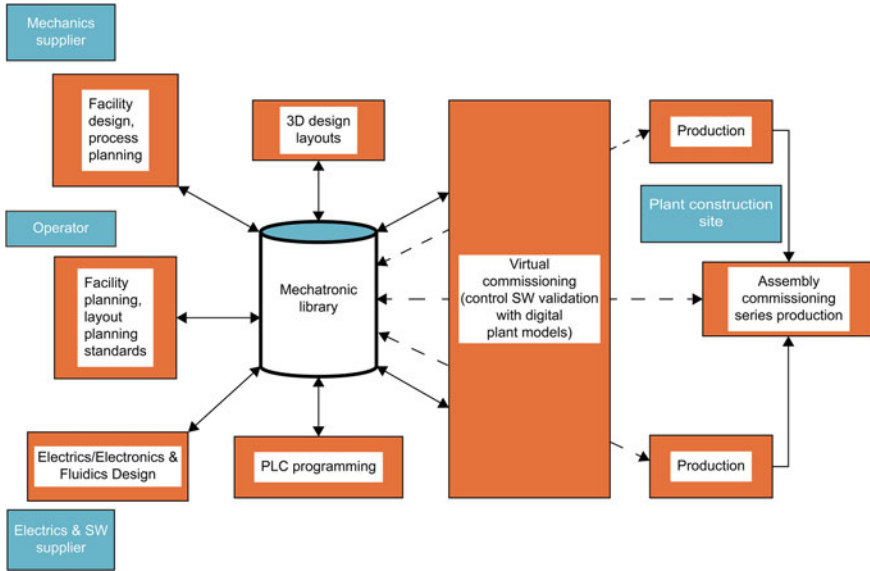 Mechanics
supplier
Facility
design,
process
planning
3D design
layouts
Production
Operator
Plant construction
site
Facility
planning,
layout
planning
standards
Mechatronic
library
Virtual
commissioning
(control SW validation
with digital
plant models)
Assembly
commissioning
series production
Electrics/Electronics &
Fluidics Design
PLC programming
Production
Electrics & SW
supplier